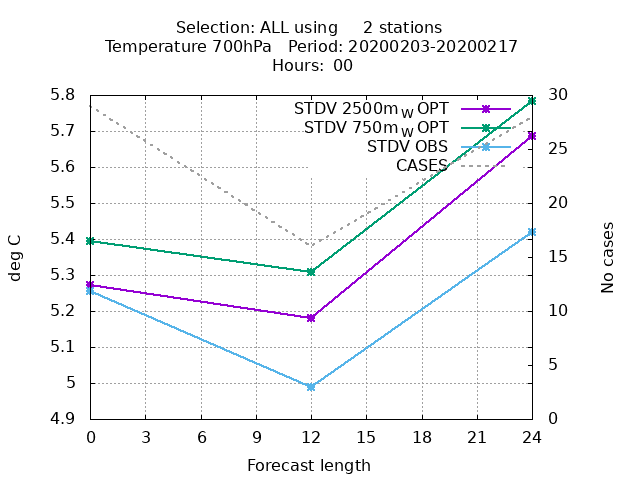 Selection: ALL using     2 stations
Temperature 700hPa   Period: 20200203-20200217
Hours:  00
STDV 2500m_W OPT
STDV 750m_W OPT
STDV OBS
CASES
5.8
5.7
5.6
5.5
5.4
5.3
5.2
5.1
5
4.9
deg C
30
25
20
15
10
5
0
No cases
0 3 6 9 12 15 18 21 24
Forecast length